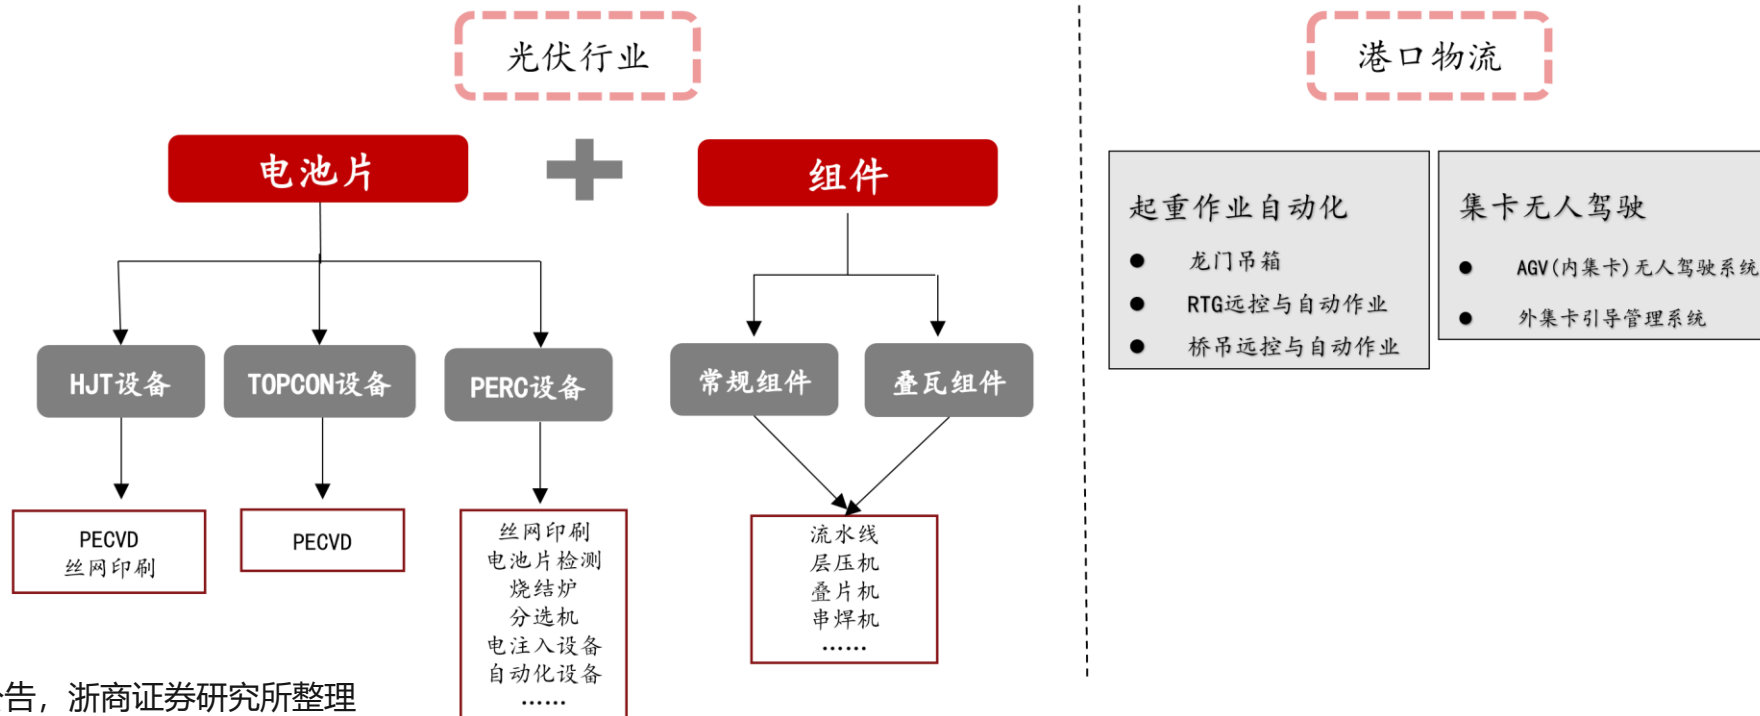 光伏行业
港口物流
电池片
组件
HJT设备
TOPCON设备
PERC设备
常规组件
叠瓦组件
PECVD
丝网印刷
PECVD
丝网印刷
电池片检测
烧结炉
分选机
电注入设备
自动化设备
……
流水线
层压机
叠片机
串焊机
……
起重作业自动化
● 龙门吊箱
● RTG远控与自动作业
● 桥吊远控与自动作业
集卡无人驾驶
● AGV(内集卡)无人驾驶系统
● 外集卡引导管理系统
告，浙商证券研究所整理